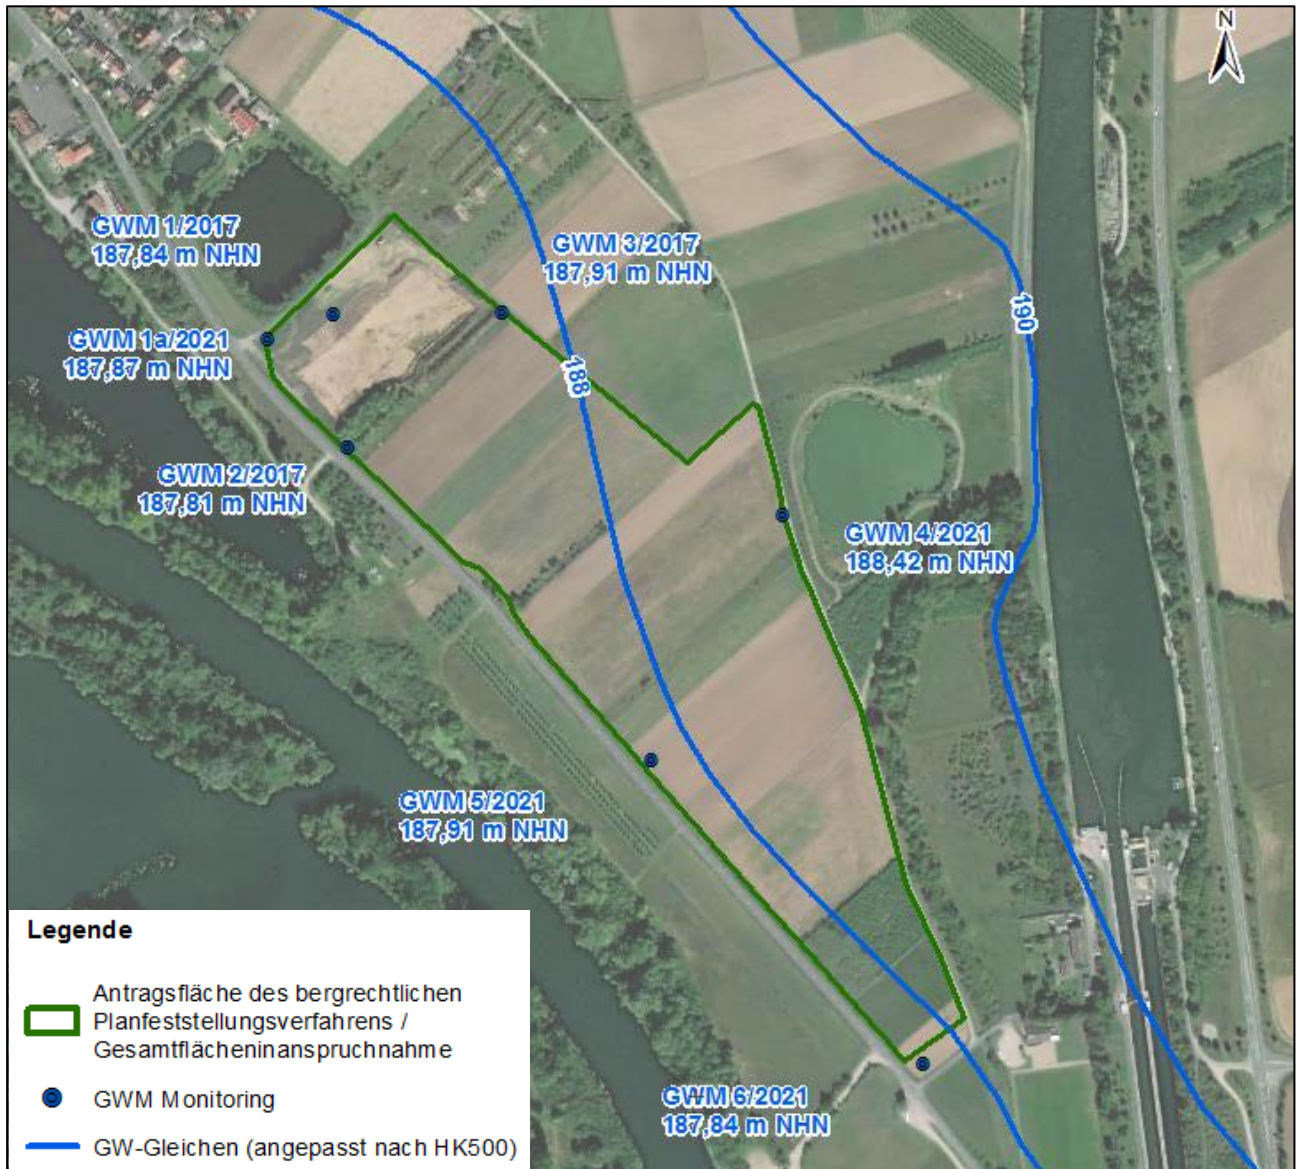 N
GWM 1/2017
187,84 m NHN
GWM 3/2017
187,91 m NHN
190
GWM 1a/2021
187,87 m NHN
188
GWM 2/2017
187,81 m NHN
GWM 4/2021
188,42 m NHN
GWM 5/2021
187,91 m NHN
GWM 6/2021
187,84 m NHN
Legende
Antragsfläche des bergrechtlichen
Planfeststellungsverfahrens /
Gesamtflächeninanspruchnahme
GWM Monitoring
GW-Gleichen (angepasst nach HK500)